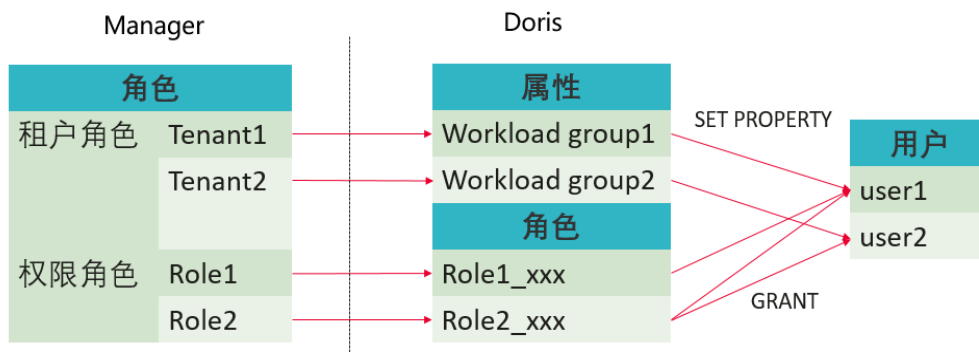 Manager
Doris
角色
租户角色 Tenant1
Tenant2
权限角色 Role1
Role2
属性
Workload group1
Workload group2
角色
Role1_xxx
Role2_xxx
SET PROPERTY
GRANT
用户
user1
user2